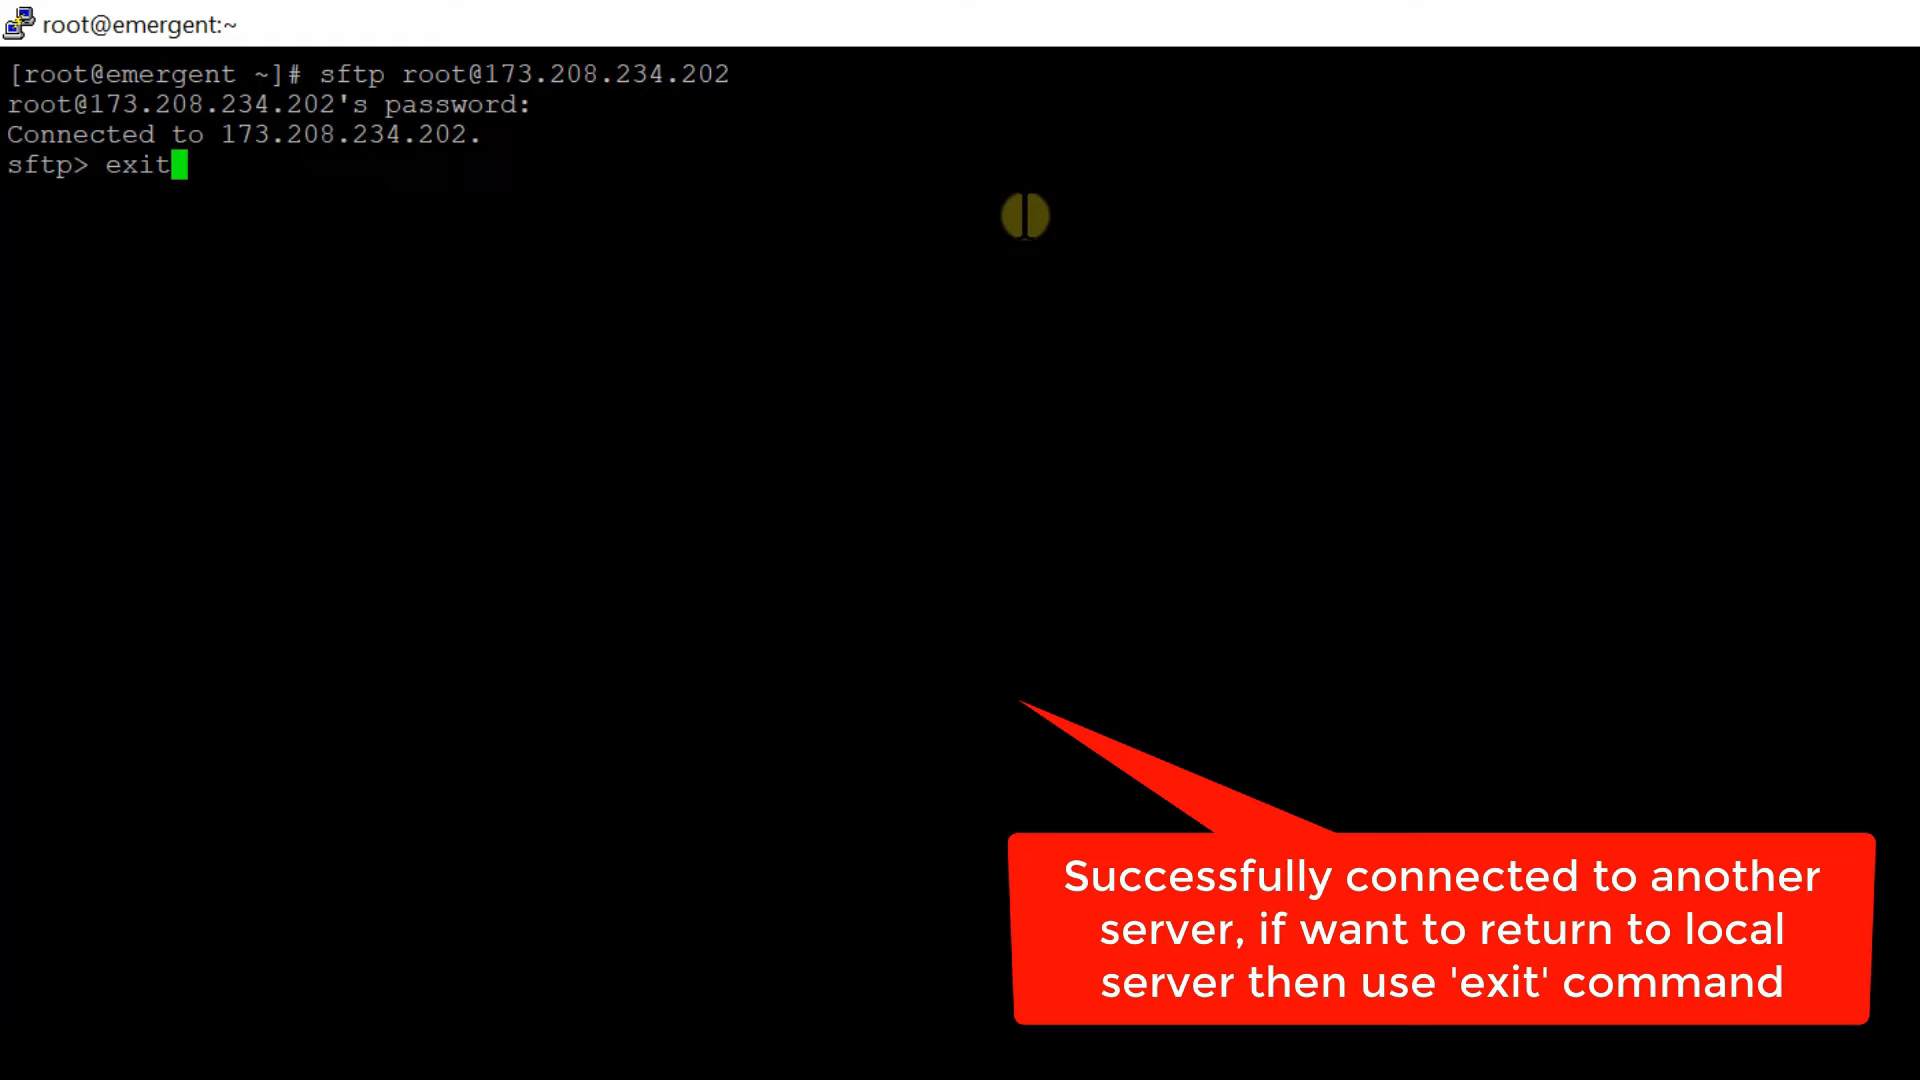 root@emergent:~
[root@emergent ~]# sftp root@173.208.234.202
root@173.208.234.202's password:
Connected to 173.208.234.202.
sftp> exit
Successfully connected to another
server, if want to return to local
server then use 'exit' command